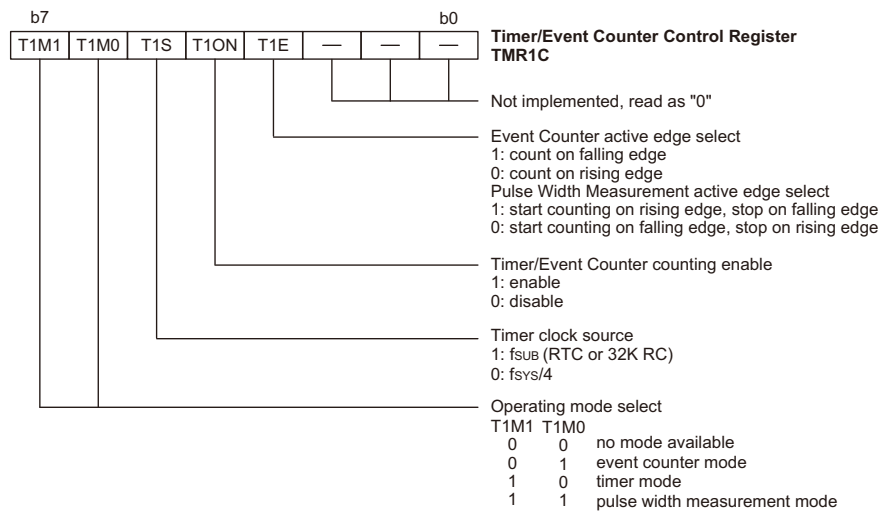 b7 b0
T1M1 T1M0 T1S T1ON T1E — — —
Timer/Event Counter Control Register
TMR1C
Not implemented, read as "0"
Event Counter active edge select
1: count on falling edge
0: count on rising edge
Pulse Width Measurement active edge select
1: start counting on rising edge, stop on falling edge
0: start counting on falling edge, stop on rising edge
Timer/Event Counter counting enable
1: enable
0: disable
Timer clock source
1: fSUB (RTC or 32K RC)
0: fSYS/4
Operating mode select
T1M1 T1M0
0 0 no mode available
0 1 event counter mode
1 0 timer mode
1 1 pulse width measurement mode